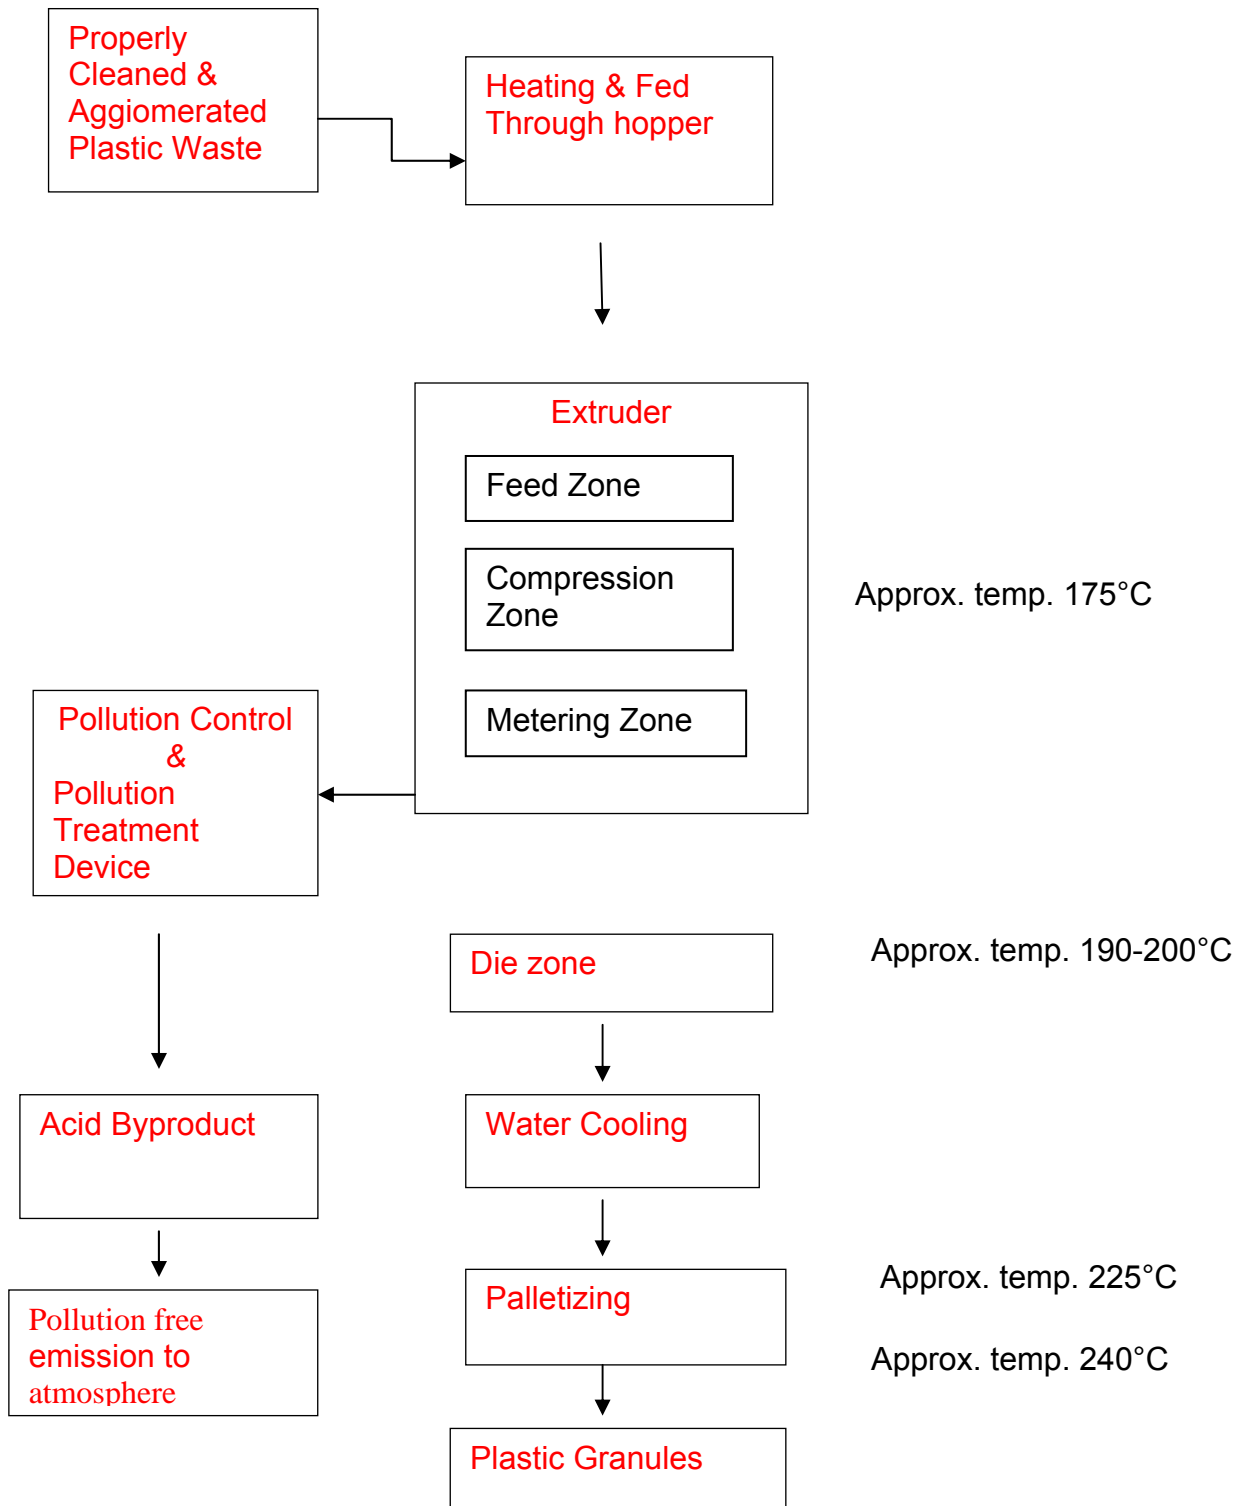 Properly
Cleaned &
Aggiomerated
Plastic Waste
Heating & Fed
Through hopper
Extruder
Feed Zone
Compression
Zone
Approx. temp. 175°C
Metering Zone
Pollution Control
&
Pollution
Treatment
Device
Die zone
Approx. temp. 190-200°C
Acid Byproduct
Water Cooling
Pollution free
emission to
atmosphere
Palletizing
Approx. temp. 225°C
Approx. temp. 240°C
Plastic Granules